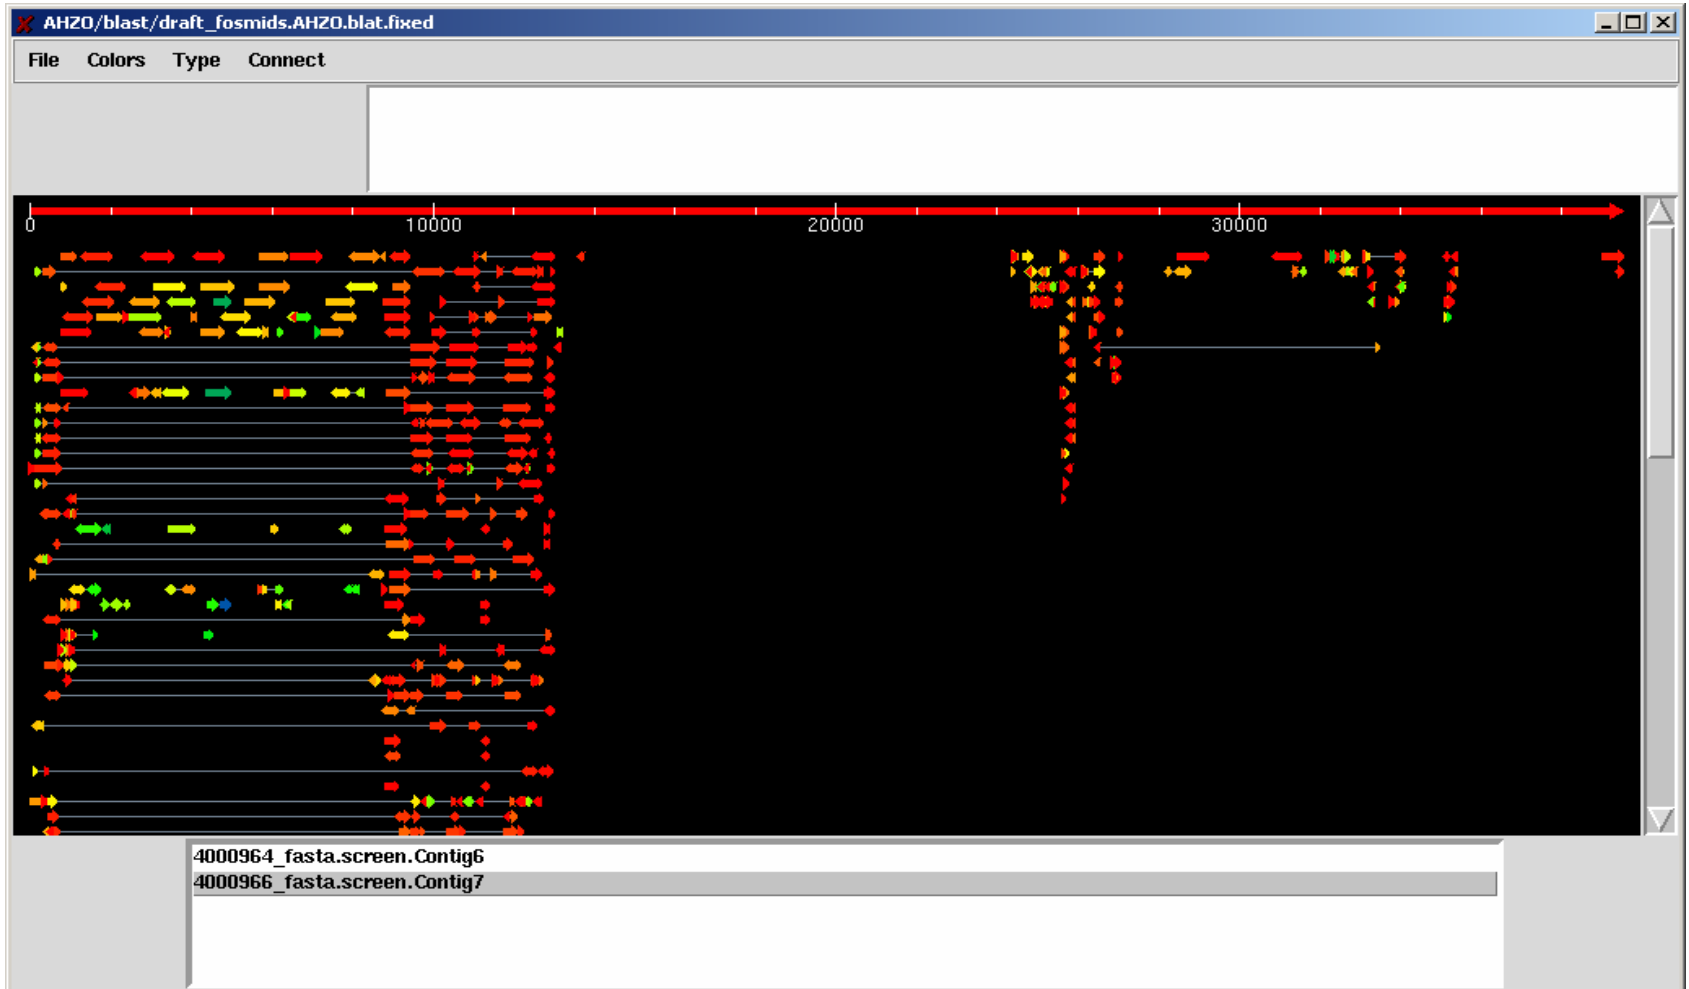 AHZO/blast/draft_fosmids.AHZO.blat.fixed
File Colors Type Connect
0 10000 20000 30000
4000964_fasta.screen.Contig6
4000966_fasta.screen.Contig7